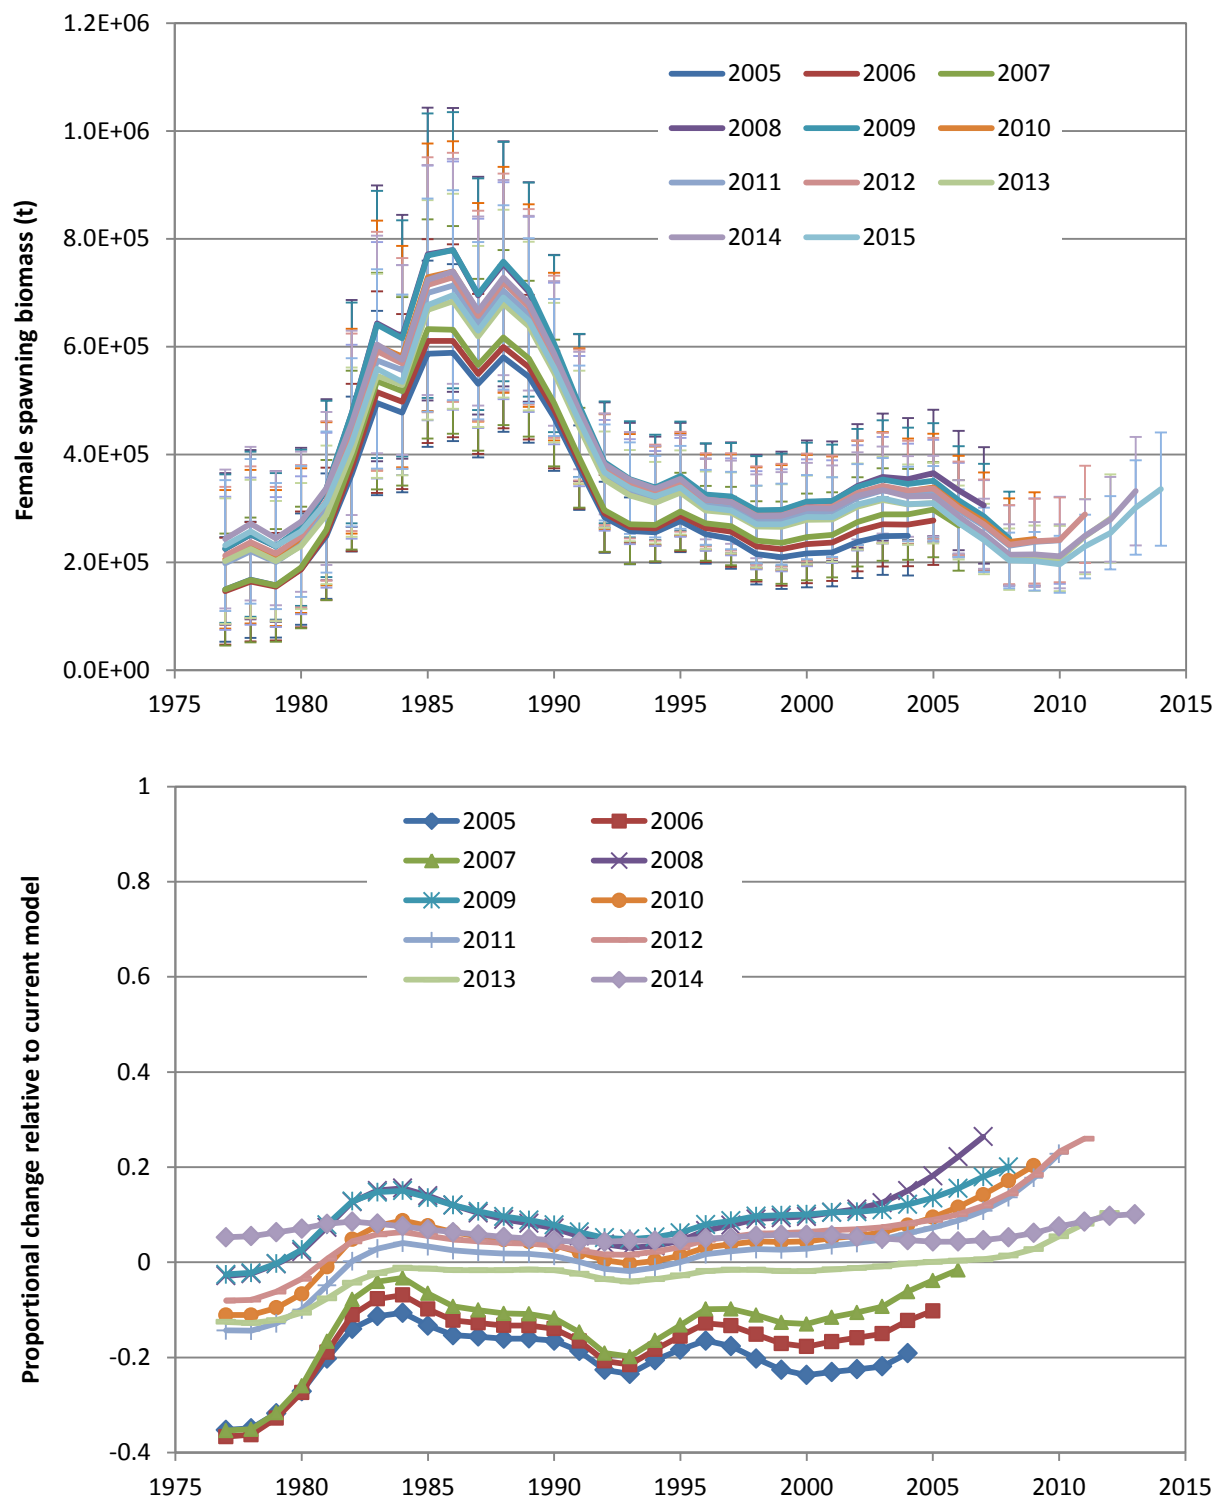 Female spawning biomass (t)
1.2E+06
1.0E+06
8.0E+05
6.0E+05
4.0E+05
2.0E+05
0.0E+00
2005 2006 2007
2008 2009 2010
2011 2012 2013
2014 2015
1975 1980 1985 1990 1995 2000 2005 2010 2015
Proportional change relative to current model
1
0.8
0.6
0.4
0.2
0
-0.2
-0.4
2005 2006
2007 2008
2009 2010
2011 2012
2013 2014
1975 1980 1985 1990 1995 2000 2005 2010 2015